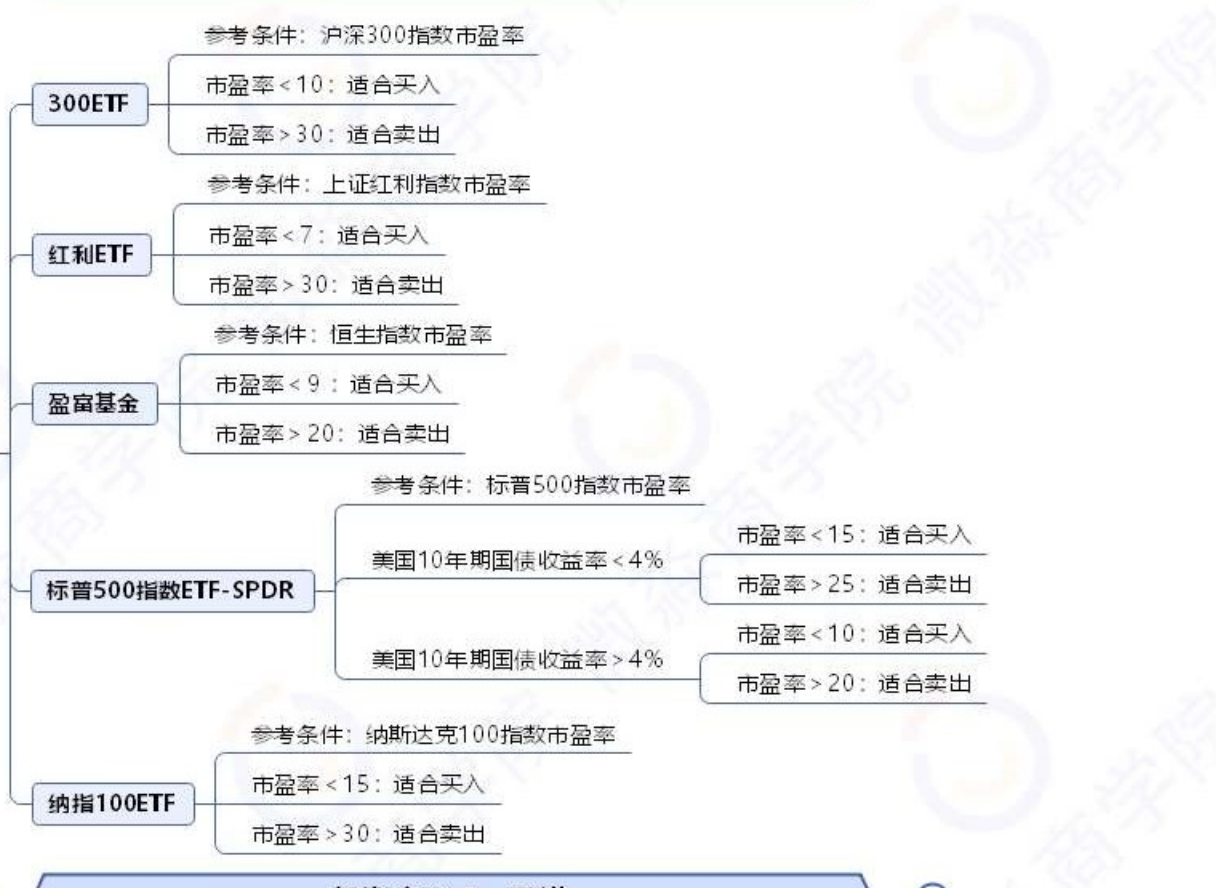 参考条件：沪深300指数市盈率
300ETF
市盈率<10：适合买入
市盈率>30：适合卖出
参考条件：上证红利指数市盈率
红利ETF
市盈率<7：适合买入
市盈率>30：适合卖出
参考条件：恒生指数市盈率
盈富基金
市盈率<9：适合买入
市盈率>20：适合卖出
参考条件：标普500指数市盈率
标普500指数ETF-SPDR
美国10年期国债收益率<4%
市盈率<15：适合买入
市盈率>25：适合卖出
美国10年期国债收益率>4%
市盈率<10：适合买入
市盈率>20：适合卖出
参考条件：纳斯达克100指数市盈率
纳指100ETF
市盈率<15：适合买入
市盈率>30：适合卖出
微淼商学院